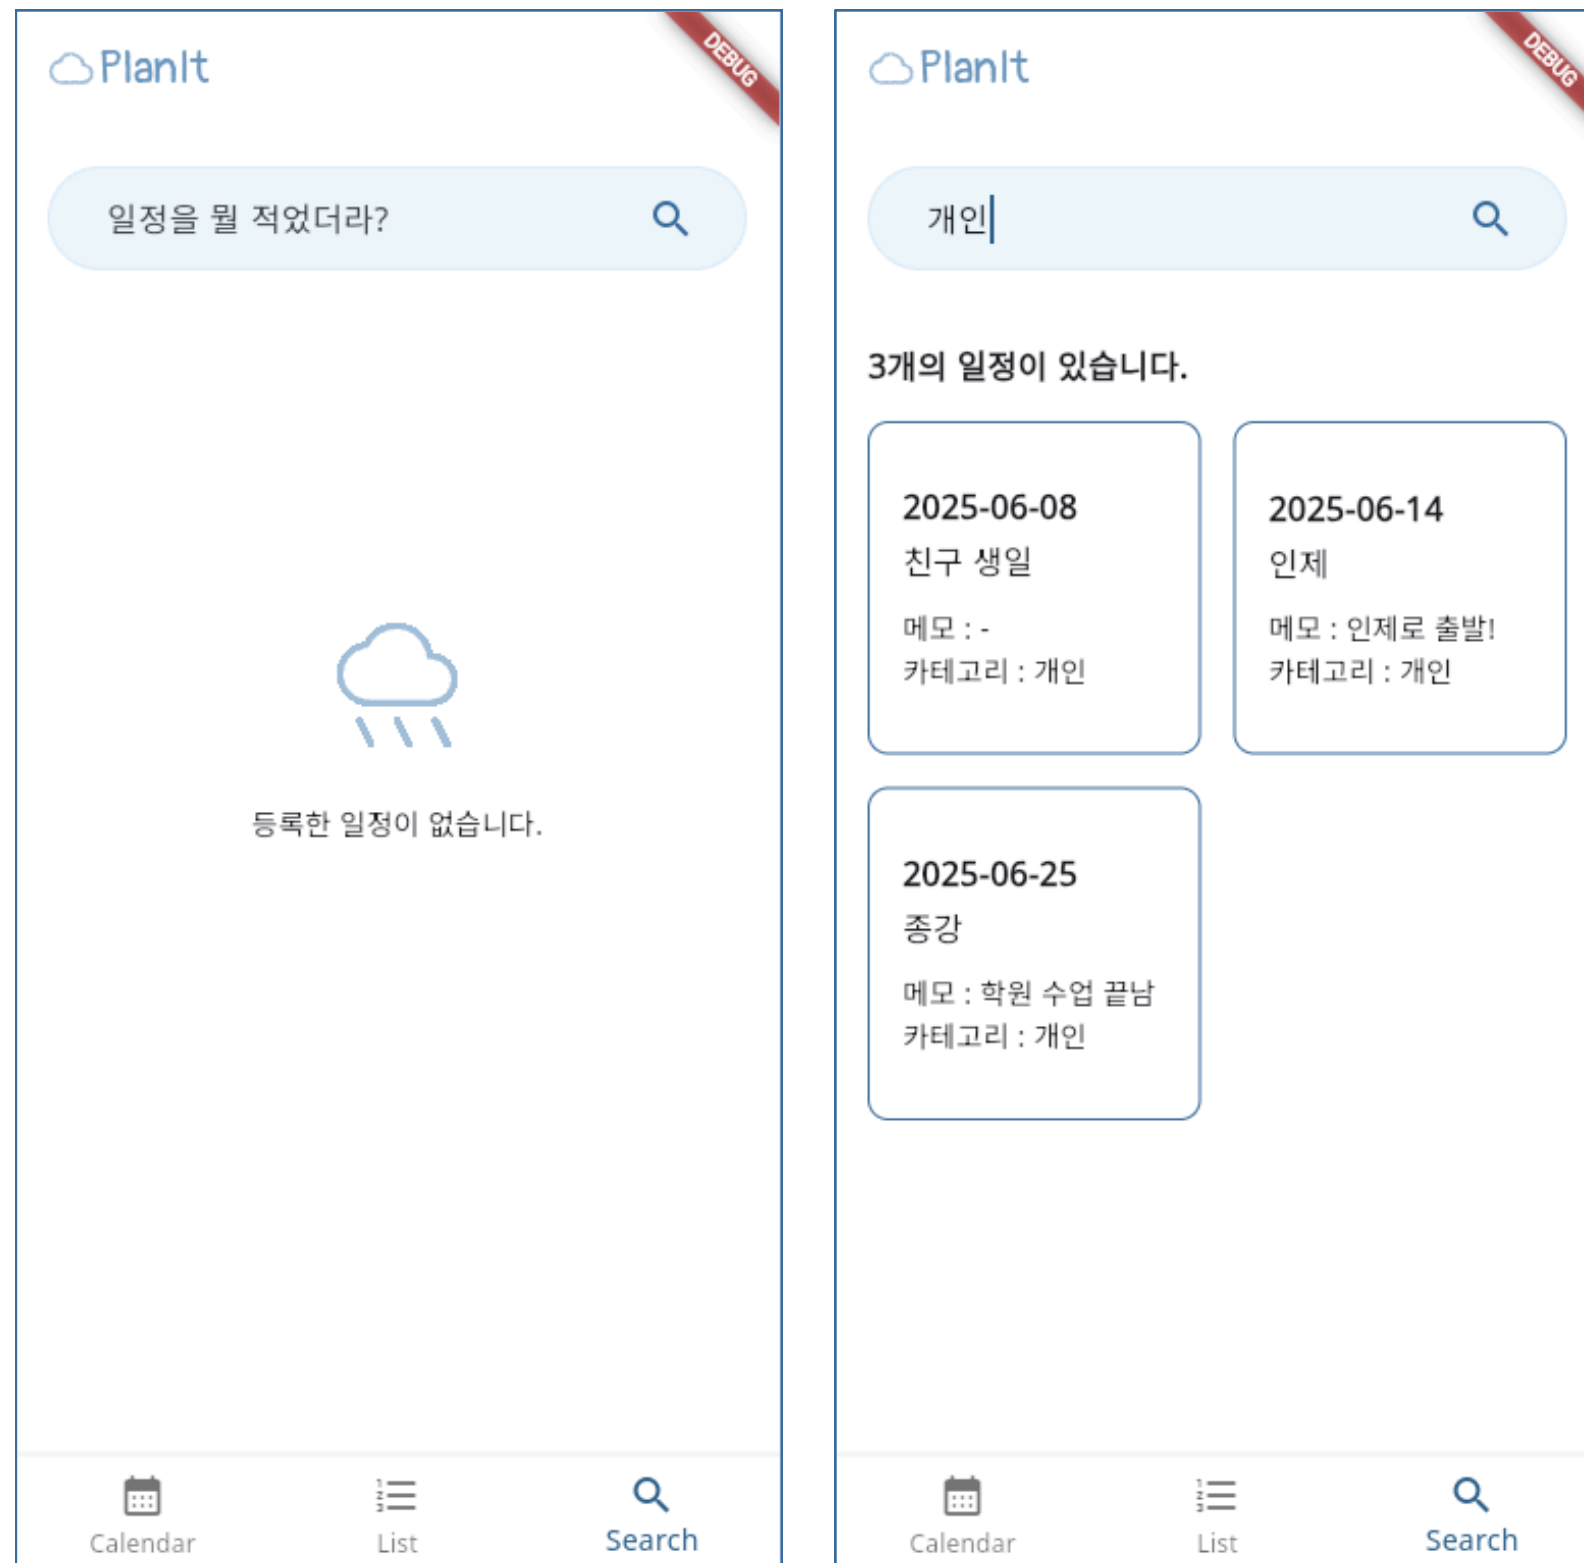 PlanIt
DEBUG
일정을 뭘 적었더라?
등록한 일정이 없습니다.
Calendar
List
Search
PlanIt
DEBUG
개인
3개의 일정이 있습니다.
2025-06-08
친구 생일
메모 : -
카테고리 : 개인
2025-06-14
인제
메모 : 인제로 출발!
카테고리 : 개인
2025-06-25
종강
메모 : 학원 수업 끝남
카테고리 : 개인
Calendar
List
Search